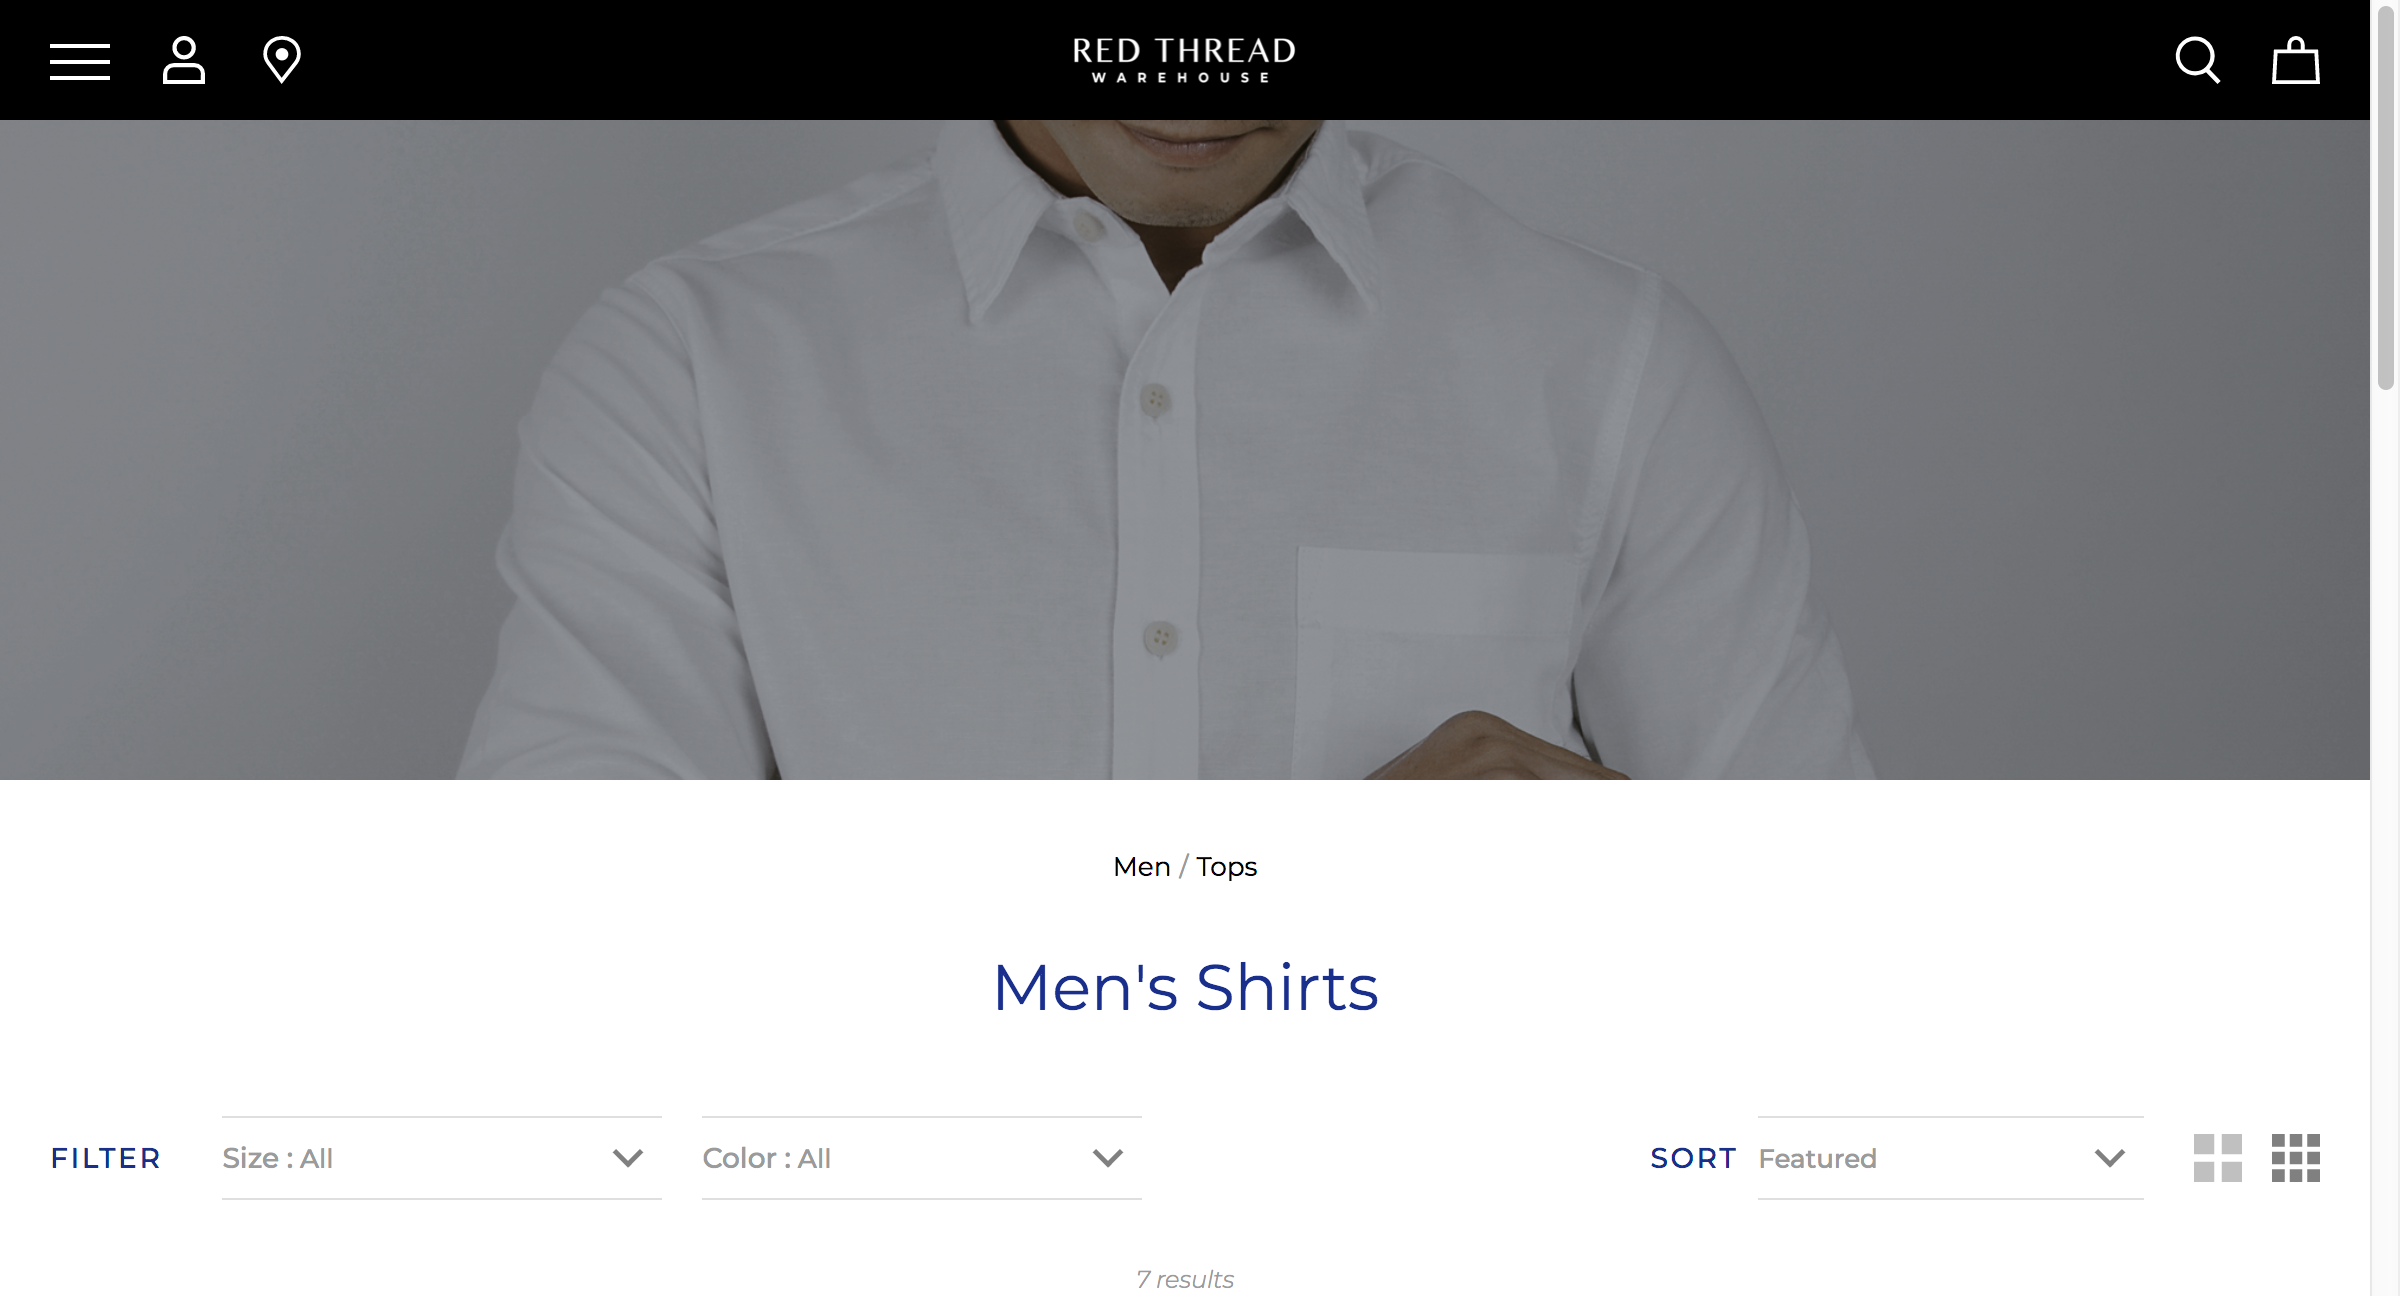 RED THREAD
WAREHOUSE
Men / Tops
Men's Shirts
FILTER
Size : All
Color : All
SORT
Featured
7 results